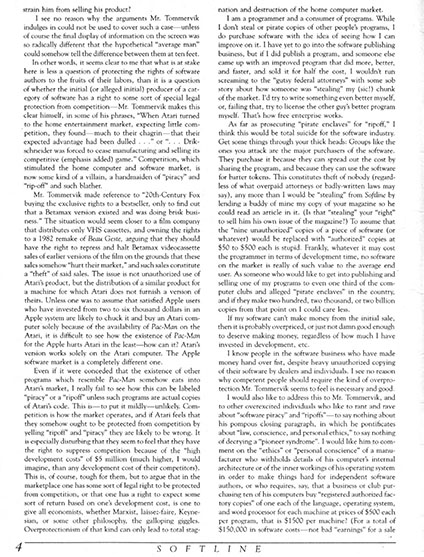 strain him from selling his product?
I see no reason why the arguments Mr. Tommervik
indulges in could not be used to cover such a case—unless
of course the final display of information on the screen was
so radically different that the hypothetical "average man"
could somehow tell the difference between them at ten feet.
In other words, it seems clear to me that what is at stake
here is less a question of protecting the rights of software
authors to the fruits of their labors, than it is a question
of whether the initial (or alleged initial) producer of a cat-
egory of software has a right to some sort of special legal
protection from competition—Mr. Tommervik makes this
clear himself, in some of his phrases, "When Atari turned
to the home entertainment market, expecting little com-
petition, they found—much to their chagrin—that their
expected advantage had been dulled . . ." or ". . . Drik-
schneider was forced to cease manufacturing and selling its
competitive (emphasis added) game." Competition, which
stimulated the home computer and software industry, is
now some kind of a villain, a handmaiden of "piracy" and
"rip-off" and such blather.
Mr. Tommervik made reference to "20th-Century Fox
buying the exclusive rights to a bestseller, only to find out
that a Betamax version existed and was doing brisk busi-
ness." The situation would seem closer to a film company
that distributes only VHS cassettes, and owning the rights
to a 1982 remake of Beau Geste, arguing that they should
have the right to repress and halt Betamax videocassette
sales of earlier versions of the film on the grounds that these
sales somehow "hurt their market," and such sales constitute
a "theft" of said sales. The issue is not unauthorized use of
Atari's product, but the distribution of a similar product for
a machine for which Atari does not furnish a version of
theirs. Unless one was to assume that satisfied Apple users
who have invested from two to six thousand dollars in an
Apple system are likely to chuck it and buy an Atari com-
puter solely because of the availability of Pac-Man on the
Atari, it is difficult to see how the existence of Pac-Man
for the Apple hurts Atari in the least—how can it? Atari's
version works solely on the Atari computer. The Apple
software market is a completely different one.
Even if it were conceded that the existence of other
programs which resemble Pac-Man somehow eats into
Atari's market, I really fail to see how this can be labeled
"piracy" or a "ripoff" unless such programs are actual copies
of Atari's code. This is—to put it mildly—unlikely. Com-
petition is how the market operates, and if Atari feels that
they somehow ought to be protected from competition by
yelling "ripoff" and "piracy" they are likely to be wrong. It
is especially disturbing that they seem to feel that they have
the right to suppress competition because of the "high
development costs" of $5 million (much higher, I would
imagine, than any development cost of their competitors).
This is, of course, tough for them, but to argue that in the
marketplace one has some sort of legal right to be protected
from competition, or that one has a right to expect some
sort of return based on one's development cost, is one to
give all economists, whether Marxist, laissez-faire, Keyne-
sian, or some other philosophy, the galloping giggles.
Overprotectionism of that kind can only lead to total stag-
nation and destruction of the home computer market.
I am a programmer and a consumer of programs. While
I don't steal or pirate copies of other people's programs, I
do purchase software with the idea of seeing how I can
improve on it. I have yet to go into the software publishing
business, but if I did publish a program, and someone else
came up with an improved program that did more, better,
and faster, and sold it for half the cost, I wouldn't run
screaming to the "gutsy federal attorneys" with some sob
story about how someone was "stealing" my (sic!) chunk
of the market. I'd try to write something even better myself,
or, failing that, try to license the other guy's better program
myself. That's how free enterprise works.
As far as prosecuting "pirate enclaves" for "ripoff," I
think this would be total suicide for the software industry.
Get some things through your thick heads: Groups like the
ones you attack are the major purchasers of the software.
They purchase it because they can spread out the cost by
sharing the program, and because they can use the software
for barter tokens. This constitutes theft of nobody (regard-
less of what overpaid attorneys or badly-written laws may
say), any more than I would be "stealing" from Softline by
lending a buddy of mine my copy of your magazine so he
could read an article in it. (Is that "stealing" your "right"
to sell him his own issue of the magazine?) To assume that
the "nine unauthorized" copies of a piece of software (or
whatever) would be replaced with "authorized" copies at
$50 to $500 each is stupid. Frankly, whatever it may cost
the programmer in terms of development time, no software
on the market is really of such value to the average end
user. As someone who would like to get into publishing and
selling one of my programs to even one third of the com-
puter clubs and alleged "pirate enclaves" in the country,
and if they make two hundred, two thousand, or two billion
copies from that point on I could care less.
If my software can't make money from the initial sale,
then it is probably overpriced, or just not damn good enough
to deserve making money, regardless of how much I have
invested in development, etc.
I know people in the software business who have made
money hand over fist, despite heavy unauthorized copying
of their software by dealers and individuals. I see no reason
why competent people should require the kind of overpro-
tection Mr. Tommervik seems to feel is necessary and good.
I would also like to address this to Mr. Tommervik, and
to other overexcited individuals who like to rant and rave
about "software piracy" and "ripoffs"—to say nothing about
his pompous closing paragraph, in which he pontificates
about "law, conscience, and personal ethics," to say nothing
of decrying a "pioneer syndrome". I would like him to com-
ment on the "ethics" or "personal conscience" of a manu-
facturer who withholds details of his computer's internal
architecture or of the inner workings of his operating system
in order to make things hard for independent software
authors, or who requires, say, that a business or club pur-
chasing ten of his computers buy "registered authorized fac-
tory copies" of one each of the language, operating system,
and word processor for each machine at prices of $500 each
per program, that is $1500 per machine! (For a total of
$150,000 in software costs—not bad "earnings" for a sale
4
SOFTLINE